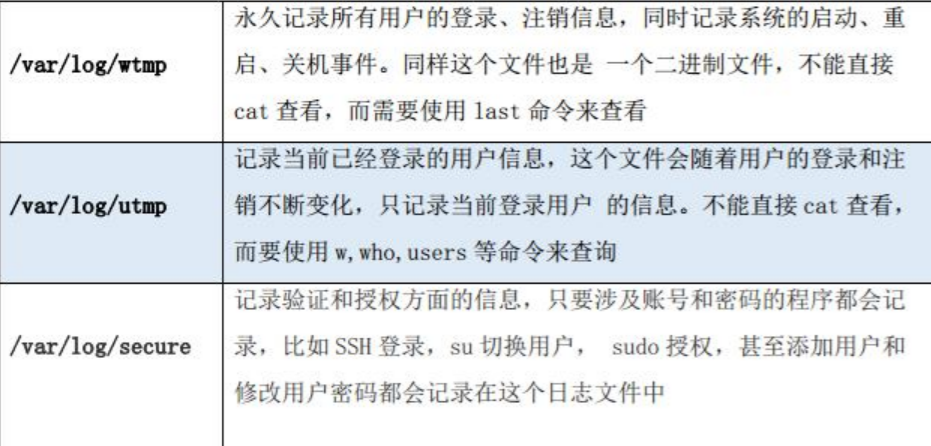 永久记录所有用户的登录、注销信息，同时记录系统的启动、重
/var/log/wtmp
启、关机事件。同样这个文件也是 一个二进制文件，不能直接
cat 查看，而需要使用 last 命令来查看
记录当前已经登录的用户信息，这个文件会随着用户的登录和注
/var/log/utmp
销不断变化，只记录当前登录用户 的信息。不能直接 cat 查看，
而要使用 w,who,users 等命令来查询
记录验证和授权方面的信息，只要涉及账号和密码的程序都会记
/var/log/secure
录，比如 SSH 登录，su 切换用户， sudo 授权，甚至添加用户和
修改用户密码都会记录在这个日志文件中